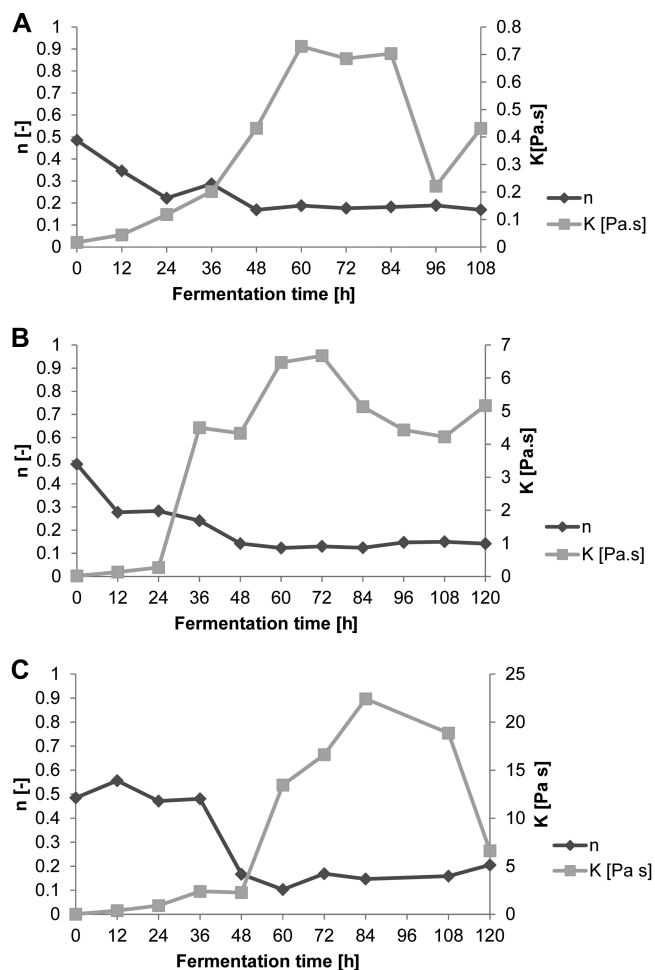 A
1 0.8
0.9 0.7
0.8 0.6
0.7 0.5
0.6 0.4
0.5 0.3
0.4 0.2
0.3 0.1
0.2 0
0.1
0
n [-]
K[Pa.s]
0 12 24 36 48 60 72 84 96 108
Fermentation time [h]
n
K [Pa.s]
B
1 7
0.9 6
0.8 5
0.7 4
0.6 3
0.5 2
0.4 1
0.3 0
0.2
0.1
0
n [-]
K [Pa.s]
0 12 24 36 48 60 72 84 96 108 120
Fermentation time [h]
n
K [Pa.s]
C
1 25
0.9 20
0.8 15
0.7 10
0.6 5
0.5 0
0.4
0.3
0.2
0.1
0
n [-]
K [Pa s]
0 12 24 36 48 60 72 84 96 108 120
Fermentation time [h]
n
K [Pa s]